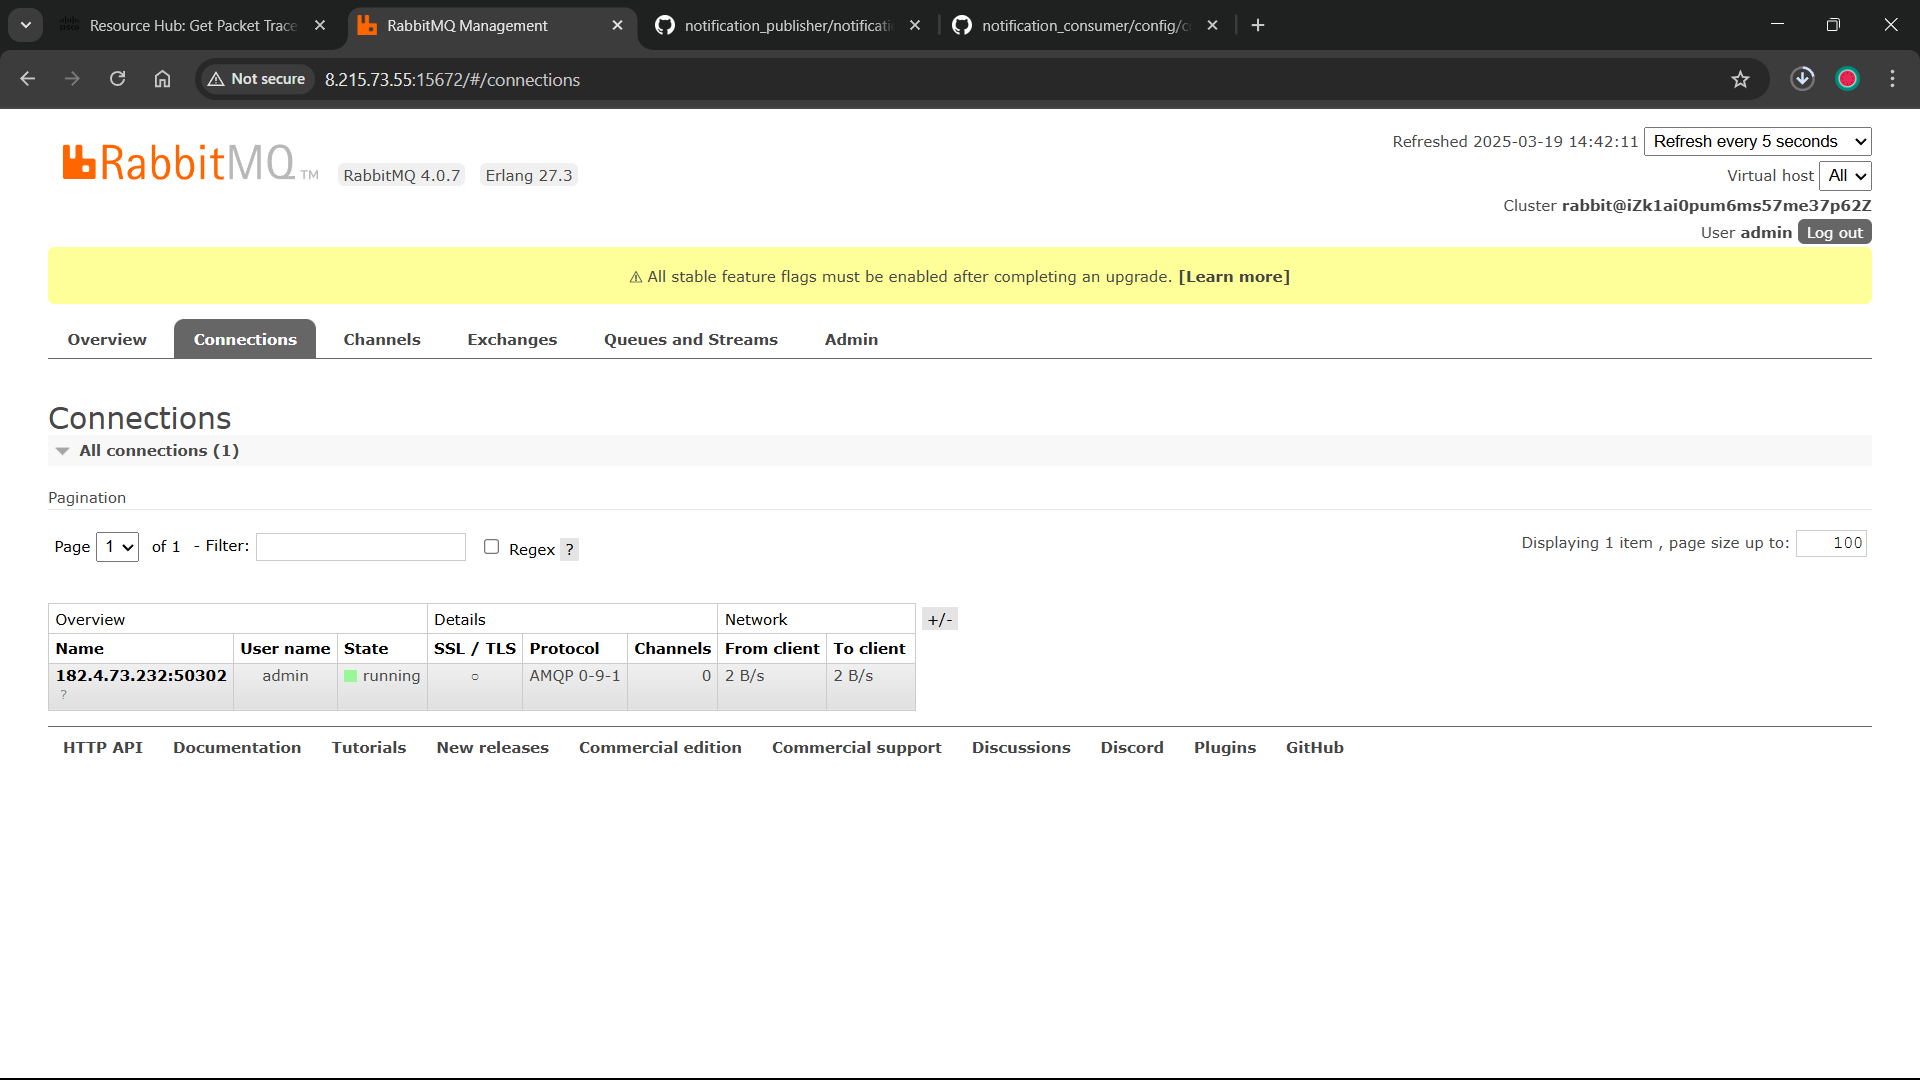 Resource Hub: Get Packet Trace
RabbitMQ Management
notification_publisher/notificati
notification_consumer/config/c
Not secure
8.215.73.55:15672/#/connections
RabbitMQ TM
RabbitMQ 4.0.7
Erlang 27.3
Refreshed 2025-03-19 14:42:11 Refresh every 5 seconds
Virtual host All
Cluster rabbit@iZk1ai0pum6ms57me37p62Z
User admin Log out
⚠ All stable feature flags must be enabled after completing an upgrade. [Learn more]
Overview Connections Channels Exchanges Queues and Streams Admin
Connections
All connections (1)
Pagination
Page 1 of 1 - Filter: Regex ?
Displaying 1 item , page size up to: 100
Overview Details Network +/-
Name User name State SSL / TLS Protocol Channels From client To client
182.4.73.232:50302 admin running ○ AMQP 0-9-1 0 2 B/s 2 B/s
?
HTTP API Documentation Tutorials New releases Commercial edition Commercial support Discussions Discord Plugins GitHub